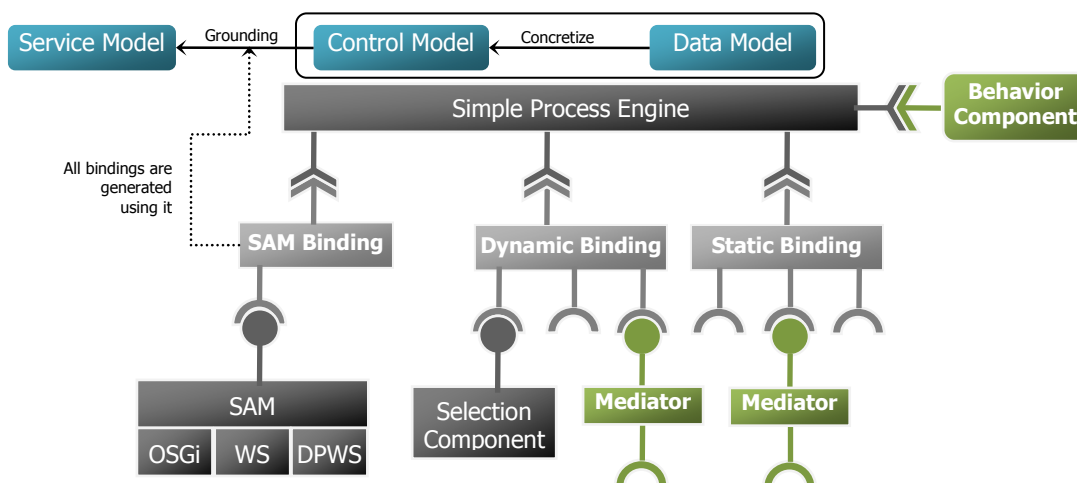 Service Model
Grounding
Control Model
Concretize
Data Model
Simple Process Engine
Behavior
Component
All bindings are
generated
using it
SAM Binding
Dynamic Binding
Static Binding
SAM
OSGi
WS
DPWS
Selection
Component
Mediator
Mediator